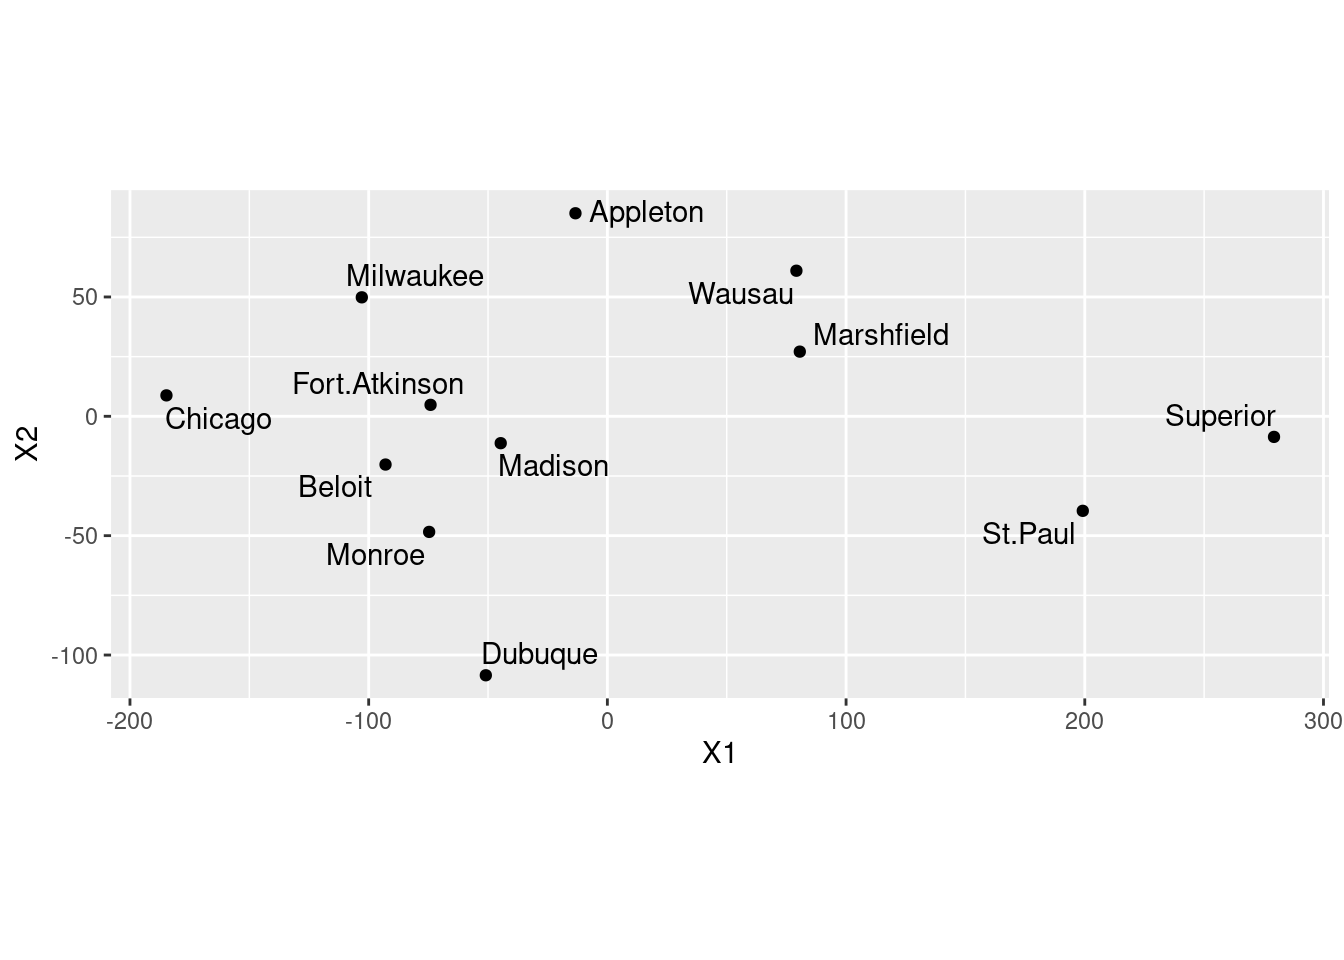 Appleton
Milwaukee
Wausau
50
Marshfield
Fort.Atkinson
Chicago
0
Superior
Madison
Beloit
St.Paul
-50
Monroe
Dubuque
-100
-200 -100 0 100 200 300
X1
X2